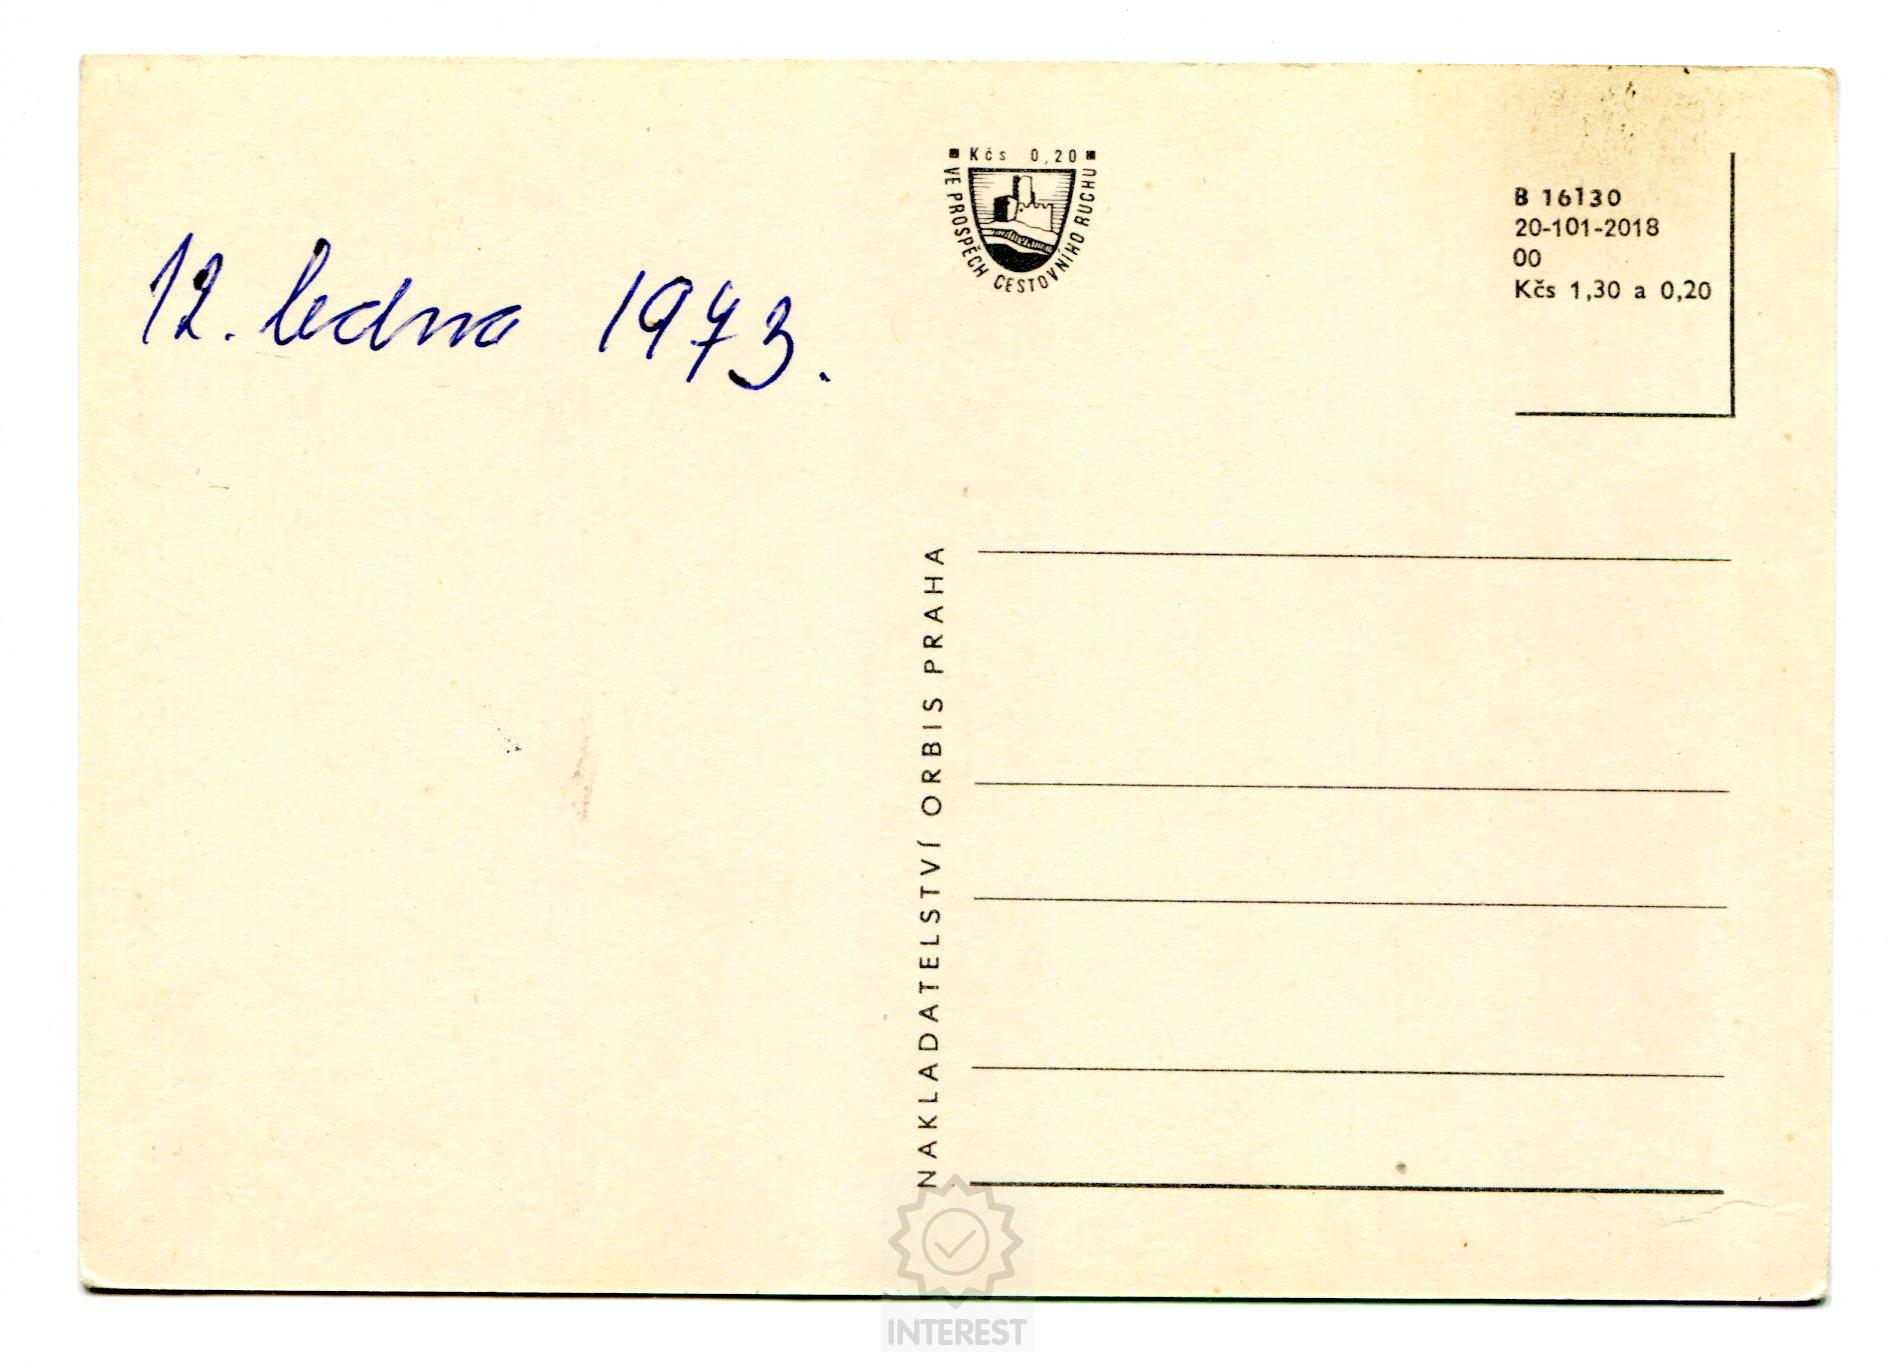 Kčs 0,20
VE PROSPĚCH CESTOVNÍHO RUCHU
B 16130
20-101-2018
00
Kčs 1,30 a 0,20
12. ledna 1973.
NAKLADATELSTVÍ ORBIS PRAHA
INTEREST